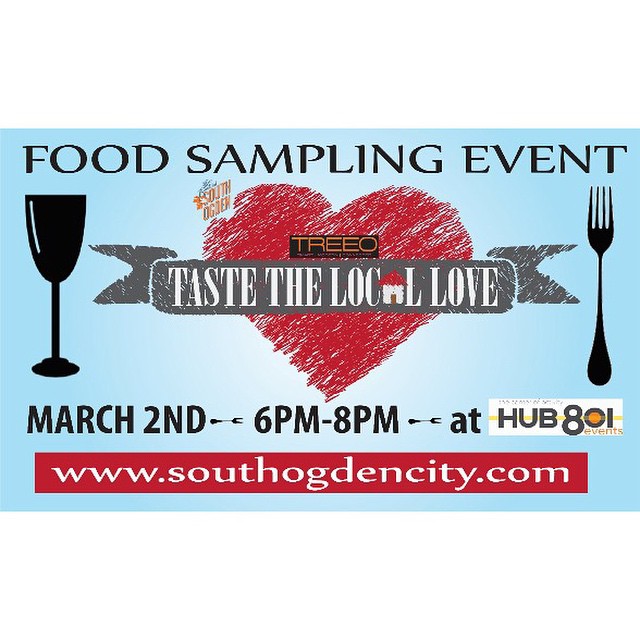 FOOD SAMPLING EVENT
SOUTH
OGDEN
TREEO
TASTE THE LOCAL LOVE
MARCH 2ND 6PM-8PM at HUB 801
events
www.southogdencity.com